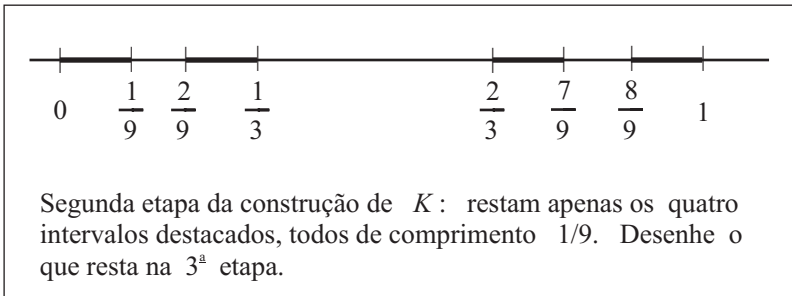 0 1/9 2/9 1/3 2/3 7/9 8/9 1
Segunda etapa da construção de K : restam apenas os quatro
intervalos destacados, todos de comprimento 1/9. Desenhe o
que resta na 3ª etapa.